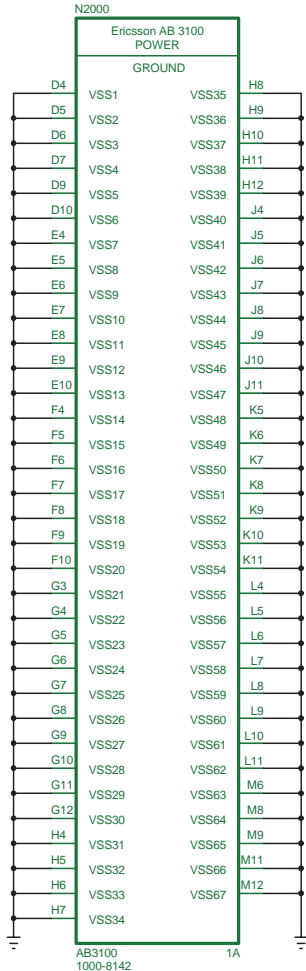 N2000
Ericsson AB 3100
POWER
GROUND
D4 VSS1 VSS35 H8
D5 VSS2 VSS36 H9
D6 VSS3 VSS37 H10
D7 VSS4 VSS38 H11
D9 VSS5 VSS39 H12
D10 VSS6 VSS40 J4
E4 VSS7 VSS41 J5
E5 VSS8 VSS42 J6
E6 VSS9 VSS43 J7
E7 VSS10 VSS44 J8
E8 VSS11 VSS45 J9
E9 VSS12 VSS46 J10
E10 VSS13 VSS47 J11
F4 VSS14 VSS48 K5
F5 VSS15 VSS49 K6
F6 VSS16 VSS50 K7
F7 VSS17 VSS51 K8
F8 VSS18 VSS52 K9
F9 VSS19 VSS53 K10
F10 VSS20 VSS54 K11
G3 VSS21 VSS55 L4
G4 VSS22 VSS56 L5
G5 VSS23 VSS57 L6
G6 VSS24 VSS58 L7
G7 VSS25 VSS59 L8
G8 VSS26 VSS60 L9
G9 VSS27 VSS61 L10
G10 VSS28 VSS62 L11
G11 VSS29 VSS63 M6
G12 VSS30 VSS64 M8
H4 VSS31 VSS65 M9
H5 VSS32 VSS66 M11
H6 VSS33 VSS67 M12
H7 VSS34
AB3100 1A
1000-8142